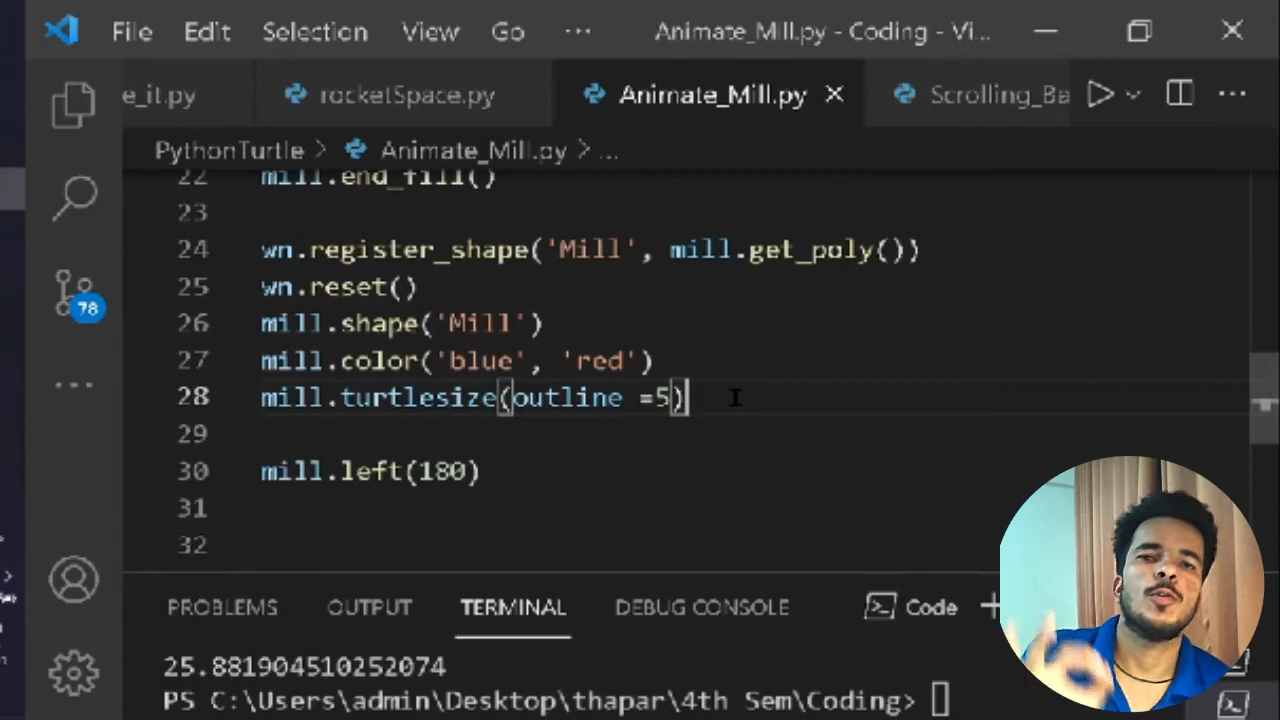 File Edit Selection View Go ··· Animate_Mill.py - Coding - Vi...
e_it.py rocketSpace.py Animate_Mill.py Scrolling_Ba
PythonTurtle > Animate_Mill.py > ...
22 mill.end_fill()
23
24 wn.register_shape('Mill', mill.get_poly())
25 wn.reset()
26 mill.shape('Mill')
27 mill.color('blue', 'red')
28 mill.turtlesize(outline =5)
29
30 mill.left(180)
31
32
78
PROBLEMS OUTPUT TERMINAL DEBUG CONSOLE Code
25.881904510252074
PS C:\Users\admin\Desktop\thapar\4th Sem\Coding>